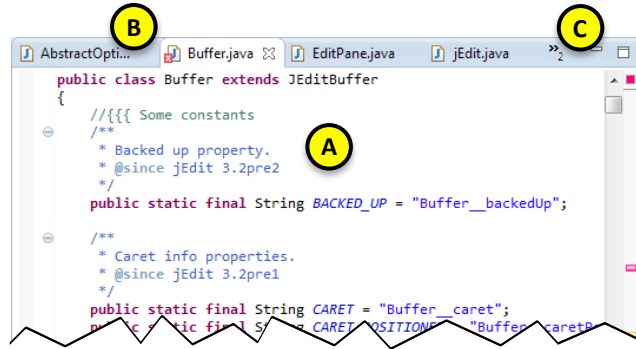 B C
AbstractOpti... Buffer.java EditPane.java jEdit.java »2
public class Buffer extends JEditBuffer
{
//{{{ Some constants
/**
* Backed up property. A
* @since jEdit 3.2pre2
*/
public static final String BACKED_UP = "Buffer__backedUp";
/**
* Caret info properties.
* @since jEdit 3.2pre1
*/
public static final String CARET = "Buffer__caret";
final CARET